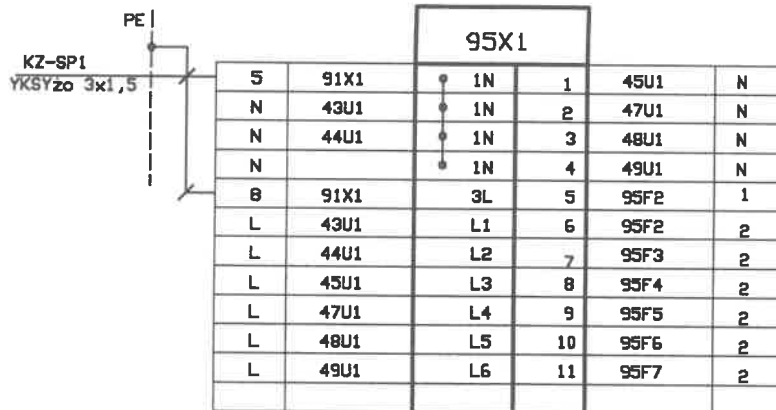 PE
95X1
KZ-SP1
YKSYżo 3x1,5
5 91X1 1N 1 45U1 N
N 43U1 1N 2 47U1 N
N 44U1 1N 3 48U1 N
N 1N 4 49U1 N
8 91X1 3L 5 95F2 1
L 43U1 L1 6 95F2 2
L 44U1 L2 7 95F3 2
L 45U1 L3 8 95F4 2
L 47U1 L4 9 95F5 2
L 48U1 L5 10 95F6 2
L 49U1 L6 11 95F7 2